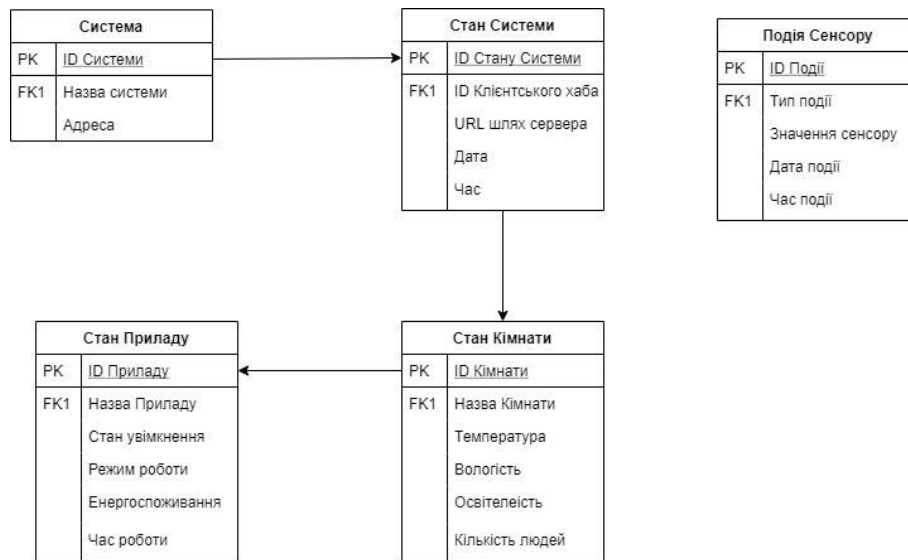 Система
PK ID Системи
FK1 Назва системи
Адреса
Стан Системи
PK ID Стану Системи
FK1 ID Клієнтського хаба
URL шлях сервера
Дата
Час
Подія Сенсору
PK ID Події
FK1 Тип події
Значення сенсору
Дата події
Час події
Стан Приладу
PK ID Приладу
FK1 Назва Приладу
Стан увімкнення
Режим роботи
Енергоспоживання
Час роботи
Стан Кімнати
PK ID Кімнати
FK1 Назва Кімнати
Температура
Вологість
Освітелеість
Кількість людей